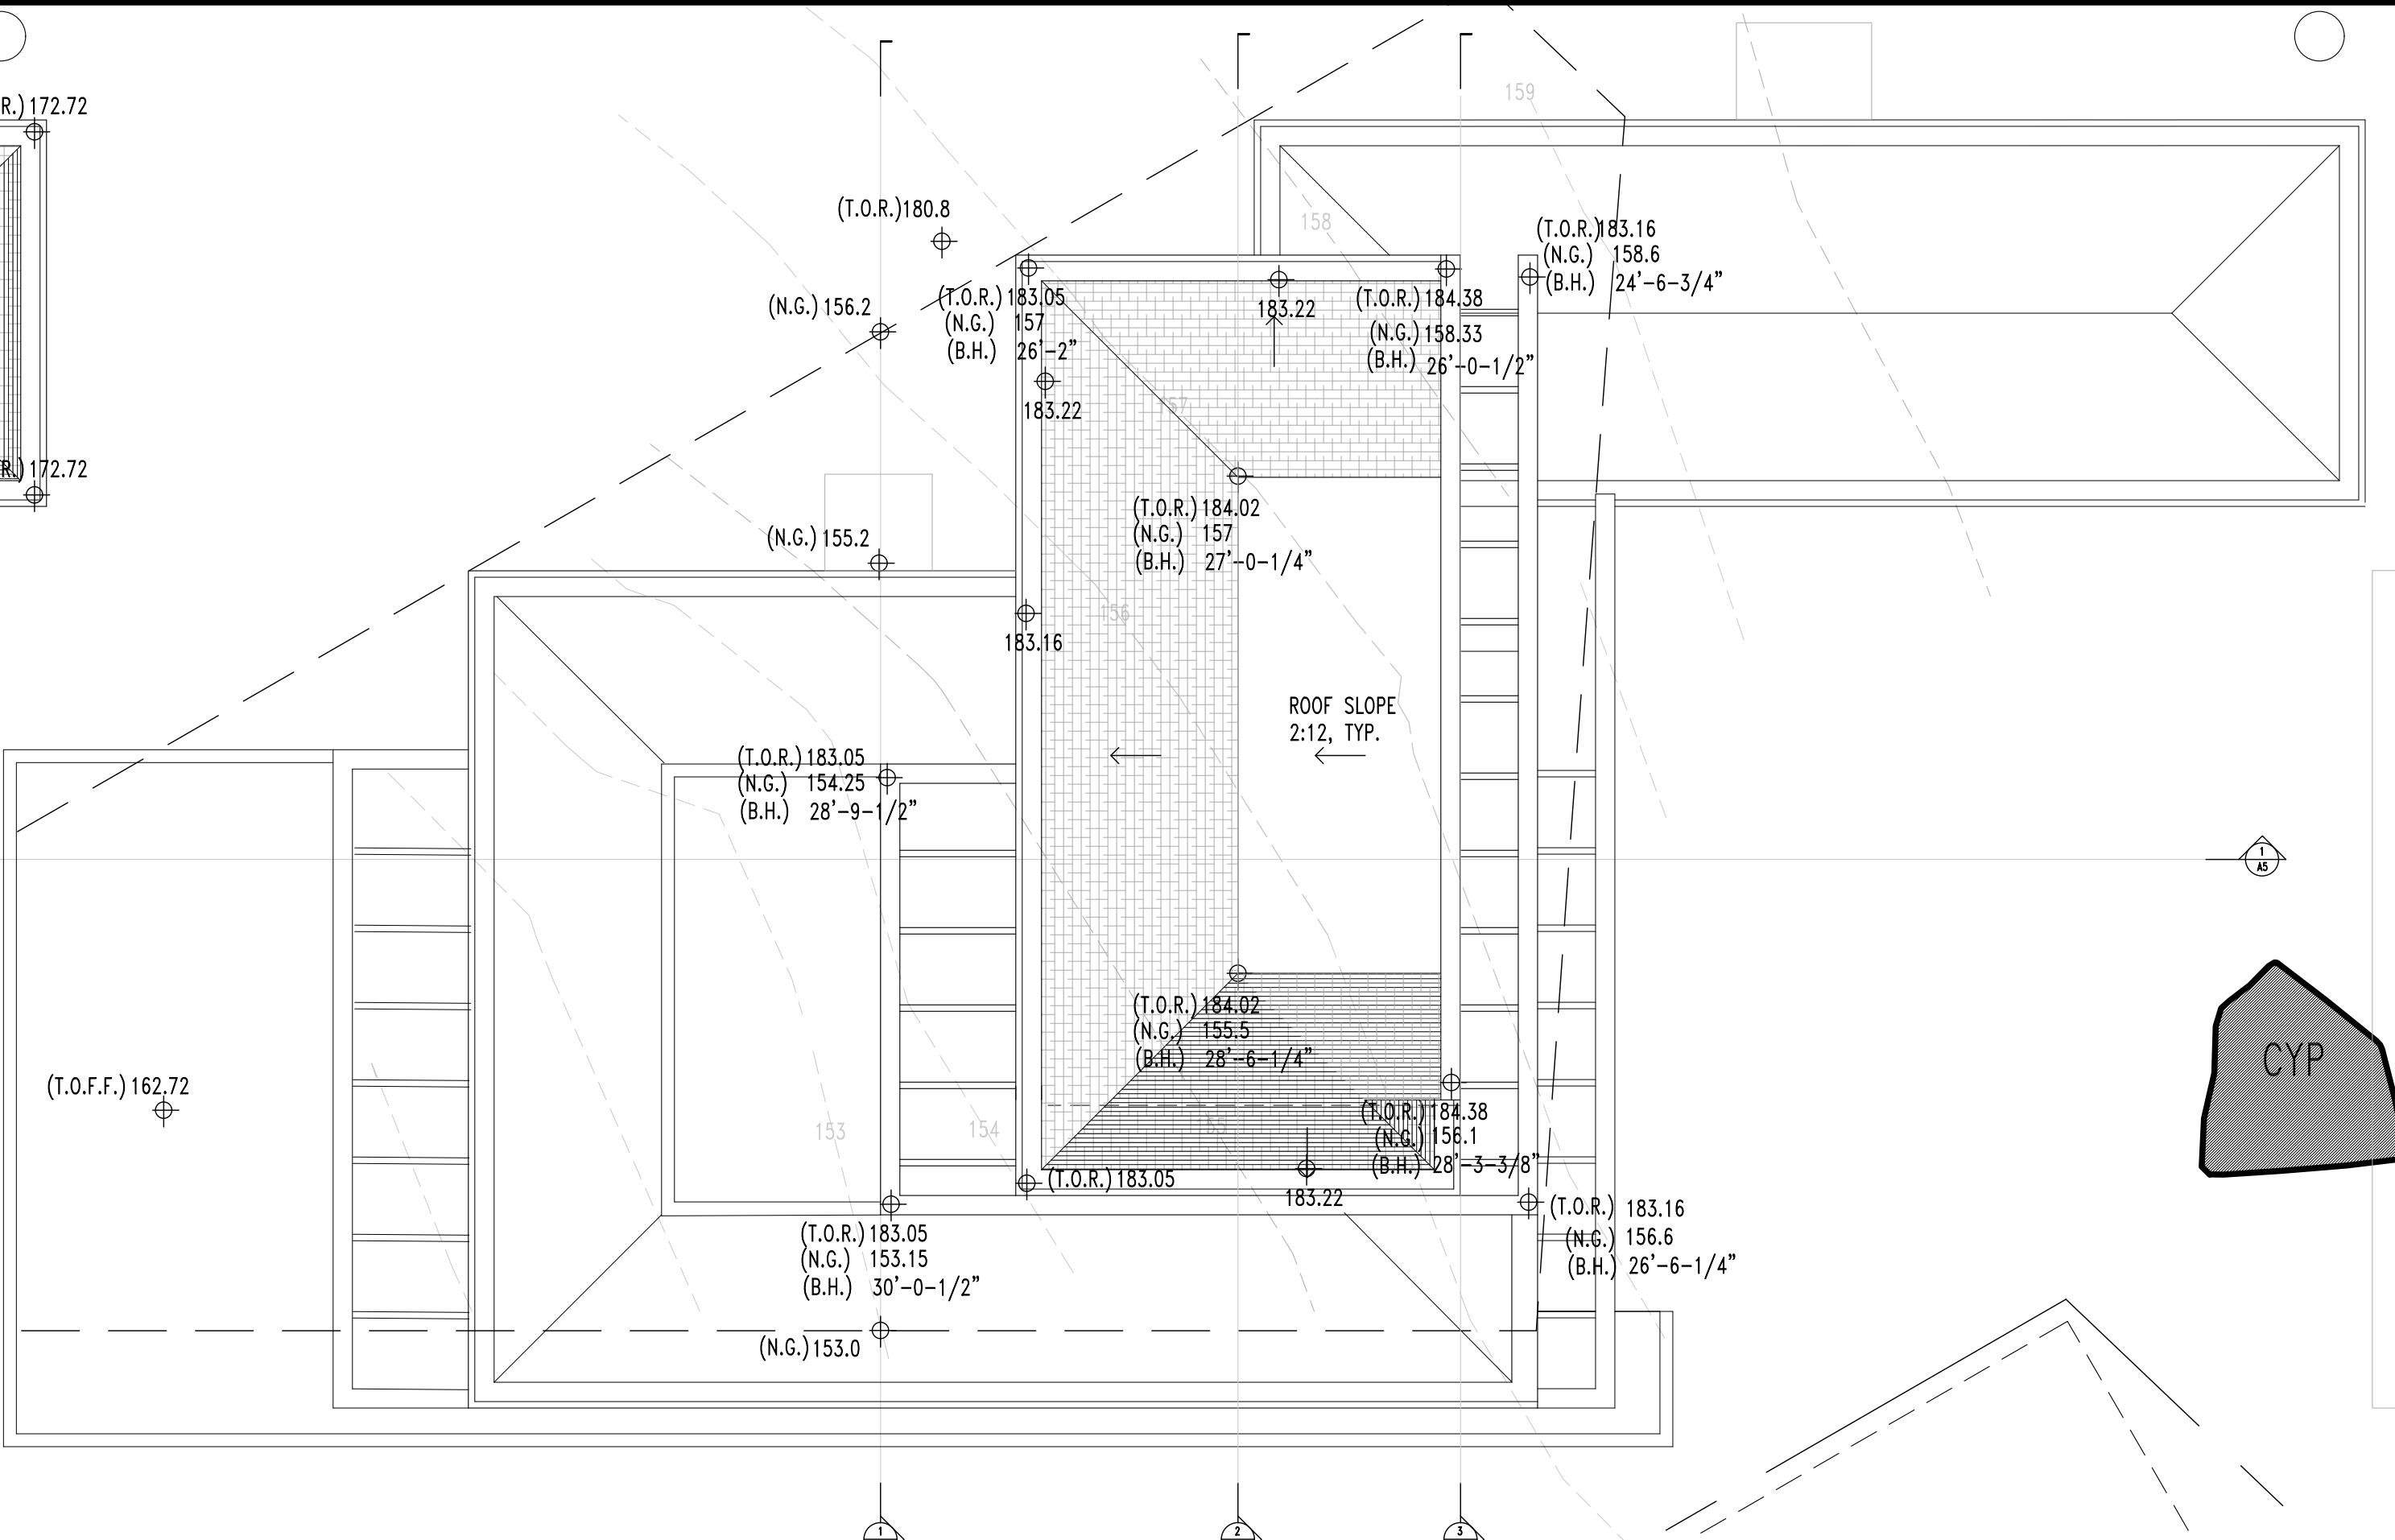 R.) 172.72
159
(T.O.R.)180.8
158
(T.O.R.)183.16
(N.G.) 158.6
(B.H.) 24'-6-3/4"
(N.G.) 156.2
(T.O.R.) 183.05
(N.G.) 157
(B.H.) 26'-2"
183.22
(T.O.R.) 184.38
(N.G.) 158.33
(B.H.) 26'-0-1/2"
183.22
157
R.) 172.72
(T.O.R.) 184.02
(N.G.) 157
(B.H.) 27'-0-1/4"
(N.G.) 155.2
156
183.16
ROOF SLOPE
2:12, TYP.
(T.O.R.) 183.05
(N.G.) 154.25
(B.H.) 28'-9-1/2"
1
A5
(T.O.R.) 184.02
(N.G.) 155.5
(B.H.) 28'-6-1/4"
CYP
(T.O.F.F.) 162.72
153
154
155
(T.O.R.) 184.38
(N.G.) 156.1
(B.H.) 28'-3-3/8"
(T.O.R.) 183.05
183.22
(T.O.R.) 183.16
(N.G.) 156.6
(B.H.) 26'-6-1/4"
(T.O.R.) 183.05
(N.G.) 153.15
(B.H.) 30'-0-1/2"
(N.G.) 153.0
1
2
3